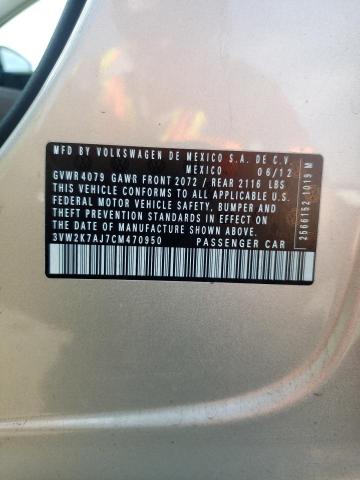 MFD BY VOLKSWAGEN DE MEXICO S.A. DE C.V.
MEXICO 06/12
GVWR4079 GAWR FRONT 2072 / REAR 2116 LBS
THIS VEHICLE CONFORMS TO ALL APPLICABLE U.S.
FEDERAL MOTOR VEHICLE SAFETY, BUMPER AND
THEFT PREVENTION STANDARDS IN EFFECT ON
THE DATE OF MANUFACTURE SHOWN ABOVE.
3VW2K7AJ7CM470950 PASSENGER CAR
2566152 1019 M